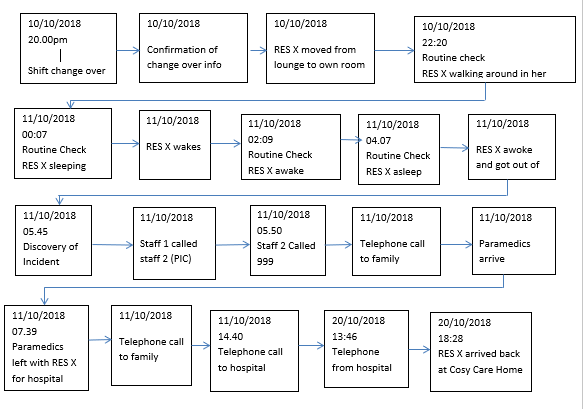 10/10/2018
20.00pm
Shift change over
10/10/2018
Confirmation of
change over info
10/10/2018
RES X moved from
lounge to own room
10/10/2018
22:20
Routine check
RES X walking around in her
11/10/2018
00:07
Routine Check
RES X sleeping
11/10/2018
RES X wakes
11/10/2018
02:09
Routine Check
RES X awake
11/10/2018
04.07
Routine Check
RES X asleep
11/10/2018
RES X awoke
and got out of
11/10/2018
05.45
Discovery of
Incident
11/10/2018
Staff 1 called
staff 2 (PIC)
11/10/2018
05.50
Staff 2 Called
999
11/10/2018
Telephone call
to family
11/10/2018
Paramedics
arrive
11/10/2018
07.39
Paramedics
left with RES X
for hospital
11/10/2018
Telephone call
to family
11/10/2018
14.40
Telephone call
to hospital
20/10/2018
13:46
Telephone
from hospital
20/10/2018
18:28
RES X arrived back
at Cosy Care Home